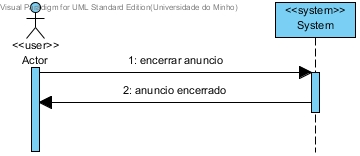 Visual Paradigm for UML Standard Edition(Universidade do Minho)
<<user>>
Actor
<<system>>
System
1: encerrar anuncio
2: anuncio encerrado